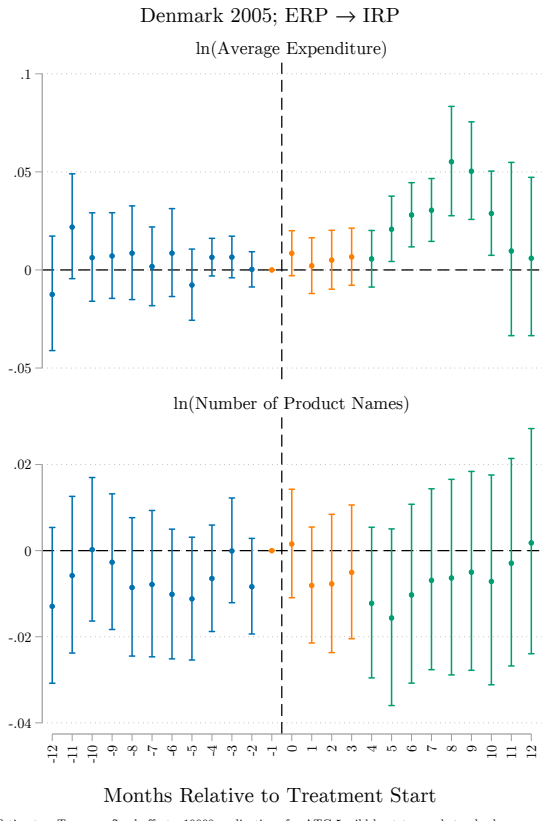 Denmark 2005; ERP → IRP
ln(Average Expenditure)
.1
.05
0
-.05
ln(Number of Product Names)
.02
0
-.02
-.04
-12 -11 -10 -9 -8 -7 -6 -5 -4 -3 -2 -1 0 1 2 3 4 5 6 7 8 9 10 11 12
Months Relative to Treatment Start